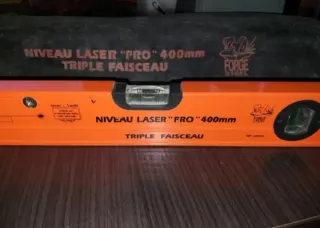 NIVEAU LASER "PRO" 400mm
TRIPLE FAISCEAU
FORGE
NIVEAU LASER "PRO" 400mm
TRIPLE FAISCEAU